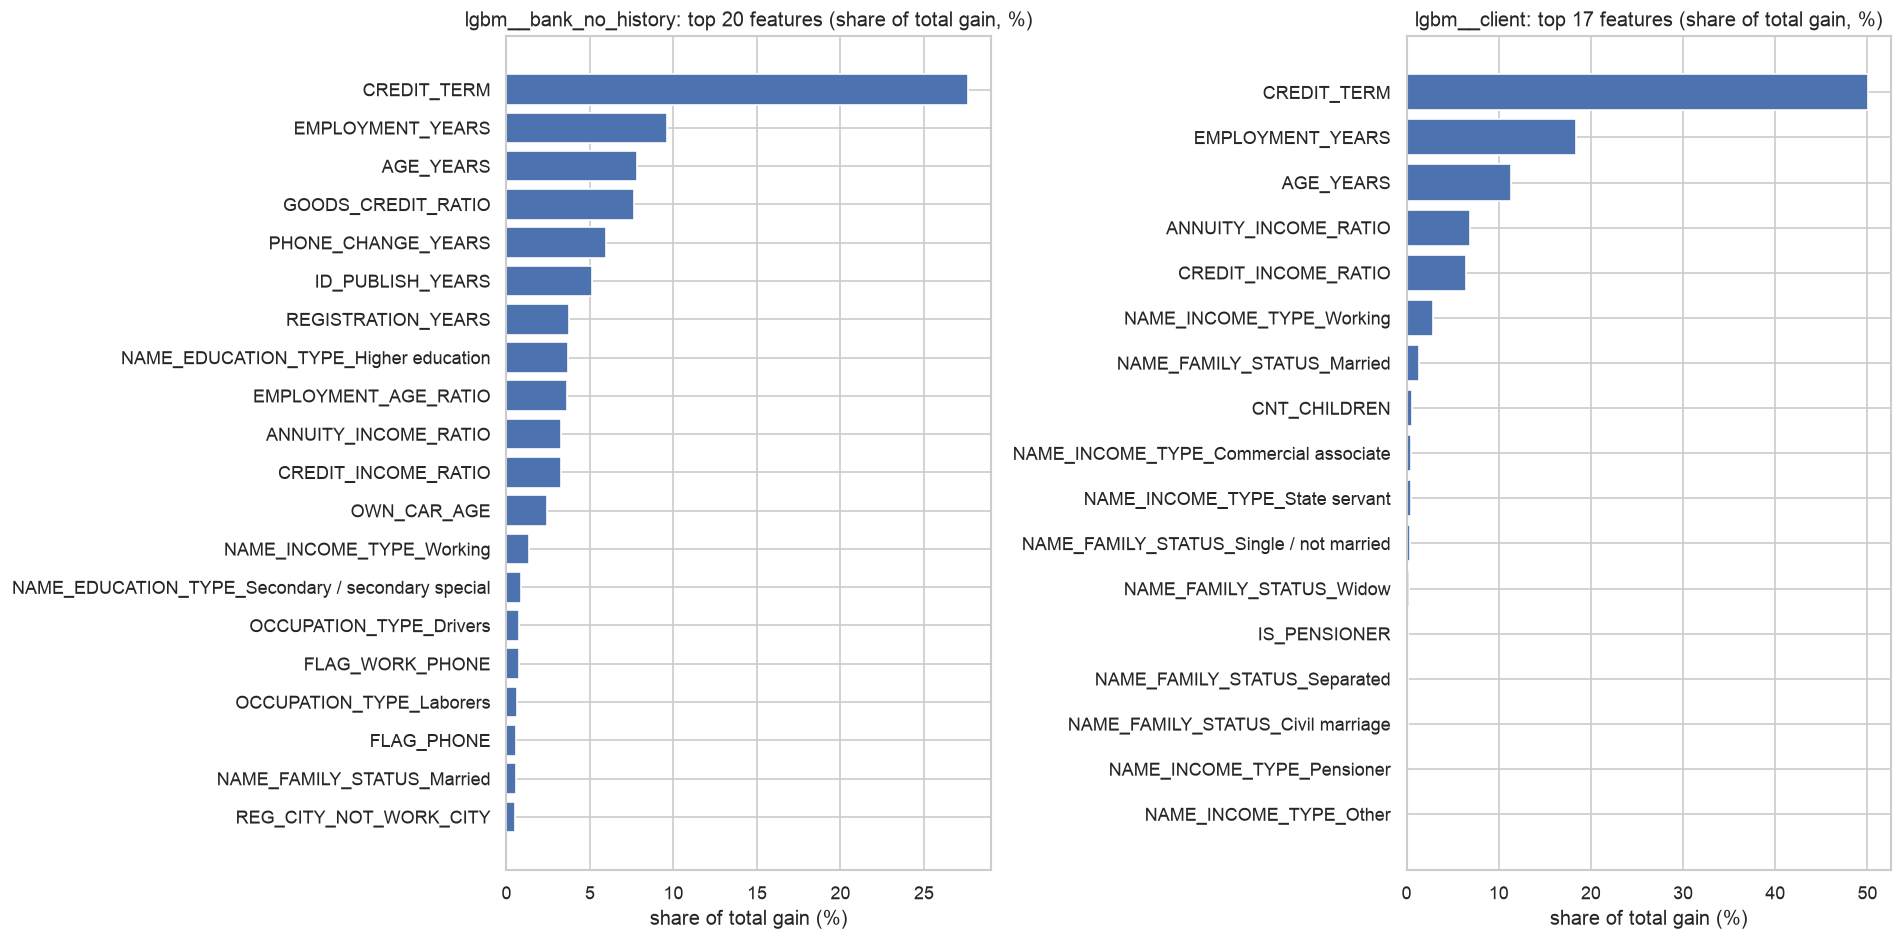 lgbm__bank_no_history: top 20 features (share of total gain, %)
CREDIT_TERM
EMPLOYMENT_YEARS
AGE_YEARS
GOODS_CREDIT_RATIO
PHONE_CHANGE_YEARS
ID_PUBLISH_YEARS
REGISTRATION_YEARS
NAME_EDUCATION_TYPE_Higher education
EMPLOYMENT_AGE_RATIO
ANNUITY_INCOME_RATIO
CREDIT_INCOME_RATIO
OWN_CAR_AGE
NAME_INCOME_TYPE_Working
NAME_EDUCATION_TYPE_Secondary / secondary special
OCCUPATION_TYPE_Drivers
FLAG_WORK_PHONE
OCCUPATION_TYPE_Laborers
FLAG_PHONE
NAME_FAMILY_STATUS_Married
REG_CITY_NOT_WORK_CITY
0 5 10 15 20 25
share of total gain (%)
lgbm__client: top 17 features (share of total gain, %)
CREDIT_TERM
EMPLOYMENT_YEARS
AGE_YEARS
ANNUITY_INCOME_RATIO
CREDIT_INCOME_RATIO
NAME_INCOME_TYPE_Working
NAME_FAMILY_STATUS_Married
CNT_CHILDREN
NAME_INCOME_TYPE_Commercial associate
NAME_INCOME_TYPE_State servant
NAME_FAMILY_STATUS_Single / not married
NAME_FAMILY_STATUS_Widow
IS_PENSIONER
NAME_FAMILY_STATUS_Separated
NAME_FAMILY_STATUS_Civil marriage
NAME_INCOME_TYPE_Pensioner
NAME_INCOME_TYPE_Other
0 10 20 30 40 50
share of total gain (%)